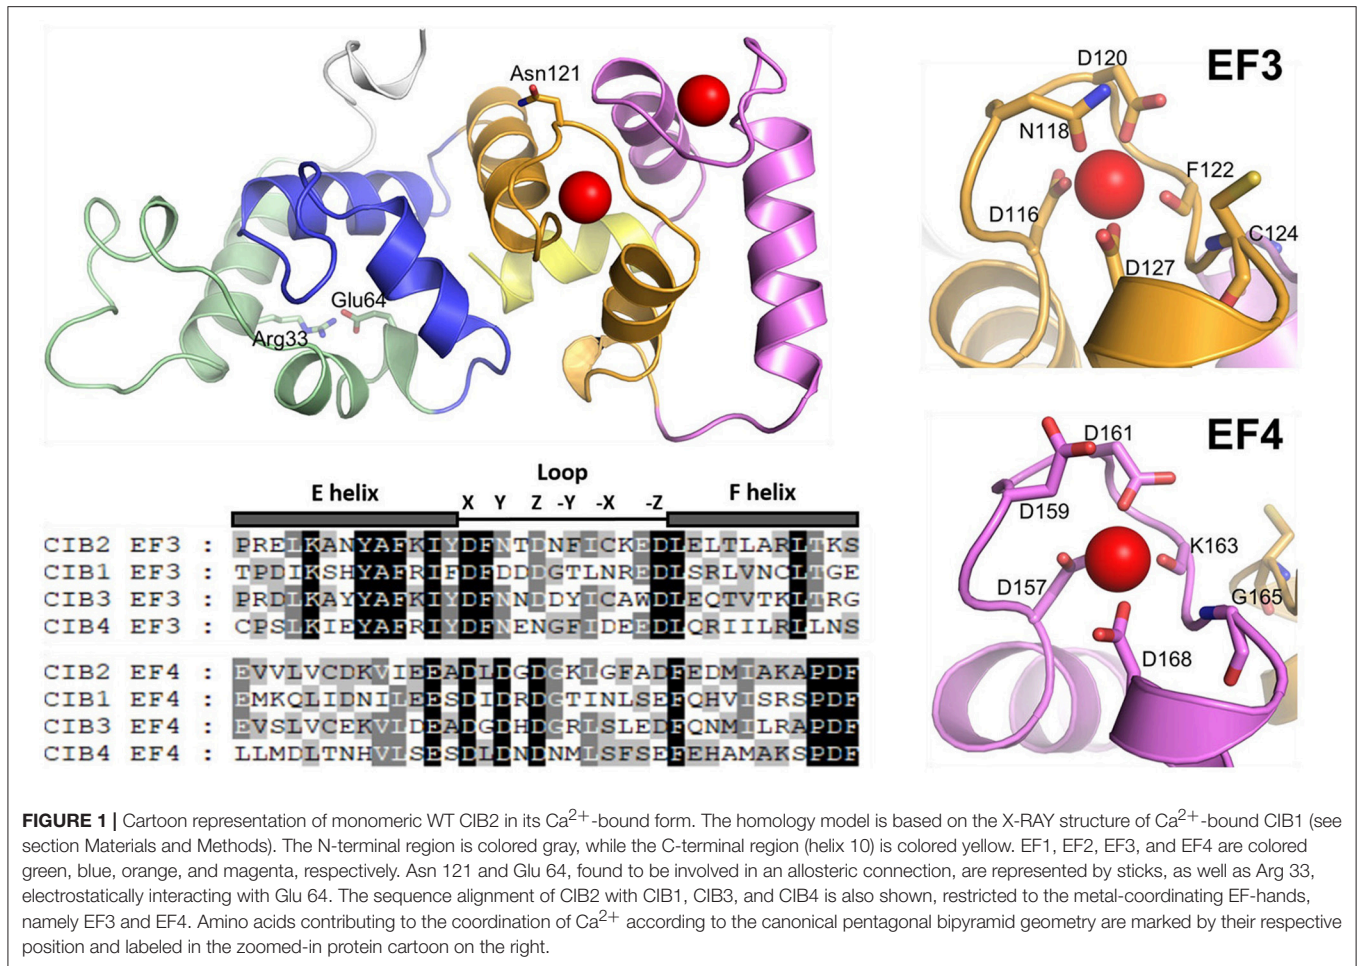 Asn121
Glu64
Arg33
EF3
D120
N118
F122
D116
C124
D127
EF4
D161
D159
K163
D157
G165
D168
Loop
E helix
F helix
X Y Z -Y -X -Z
CIB2 EF3 : PRELKANYAFKIYDFNTDNFICKEDLELTLARLTKS
CIB1 EF3 : TPDIKSHYAFRIFDFDDDGTLNREDLSRLVNCLTGE
CIB3 EF3 : PRDLKAYYAFKIYDFNNDDYICAWDLEQTVTKLTRG
CIB4 EF3 : CPSLKIEYAFRIYDFNENGFIDEEDLQRIILRLLNS
CIB2 EF4 : EVVLVCDKVIEEADLDGDGKLGFADFEDMIAKAPDF
CIB1 EF4 : EMKQLIDNILEESDIDRDGTINLSEFQHVISRSPDF
CIB3 EF4 : EVSLVCEKVLDEADGDHDGRLSLEDFQNMILRAPDF
CIB4 EF4 : LLMDLTNHVLSESDLDNDNMLSFSEFEHAMAKSPDF
FIGURE 1 | Cartoon representation of monomeric WT CIB2 in its Ca2+-bound form. The homology model is based on the X-RAY structure of Ca2+-bound CIB1 (see
section Materials and Methods). The N-terminal region is colored gray, while the C-terminal region (helix 10) is colored yellow. EF1, EF2, EF3, and EF4 are colored
green, blue, orange, and magenta, respectively. Asn 121 and Glu 64, found to be involved in an allosteric connection, are represented by sticks, as well as Arg 33,
electrostatically interacting with Glu 64. The sequence alignment of CIB2 with CIB1, CIB3, and CIB4 is also shown, restricted to the metal-coordinating EF-hands,
namely EF3 and EF4. Amino acids contributing to the coordination of Ca2+ according to the canonical pentagonal bipyramid geometry are marked by their respective
position and labeled in the zoomed-in protein cartoon on the right.